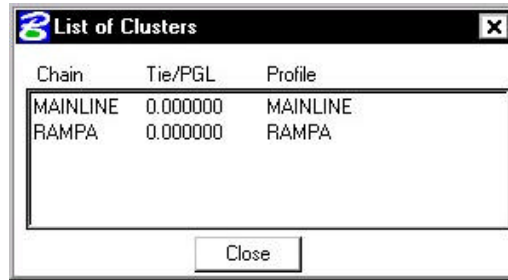 List of Clusters
Chain Tie/PGL Profile
MAINLINE 0.000000 MAINLINE
RAMPA 0.000000 RAMPA
Close